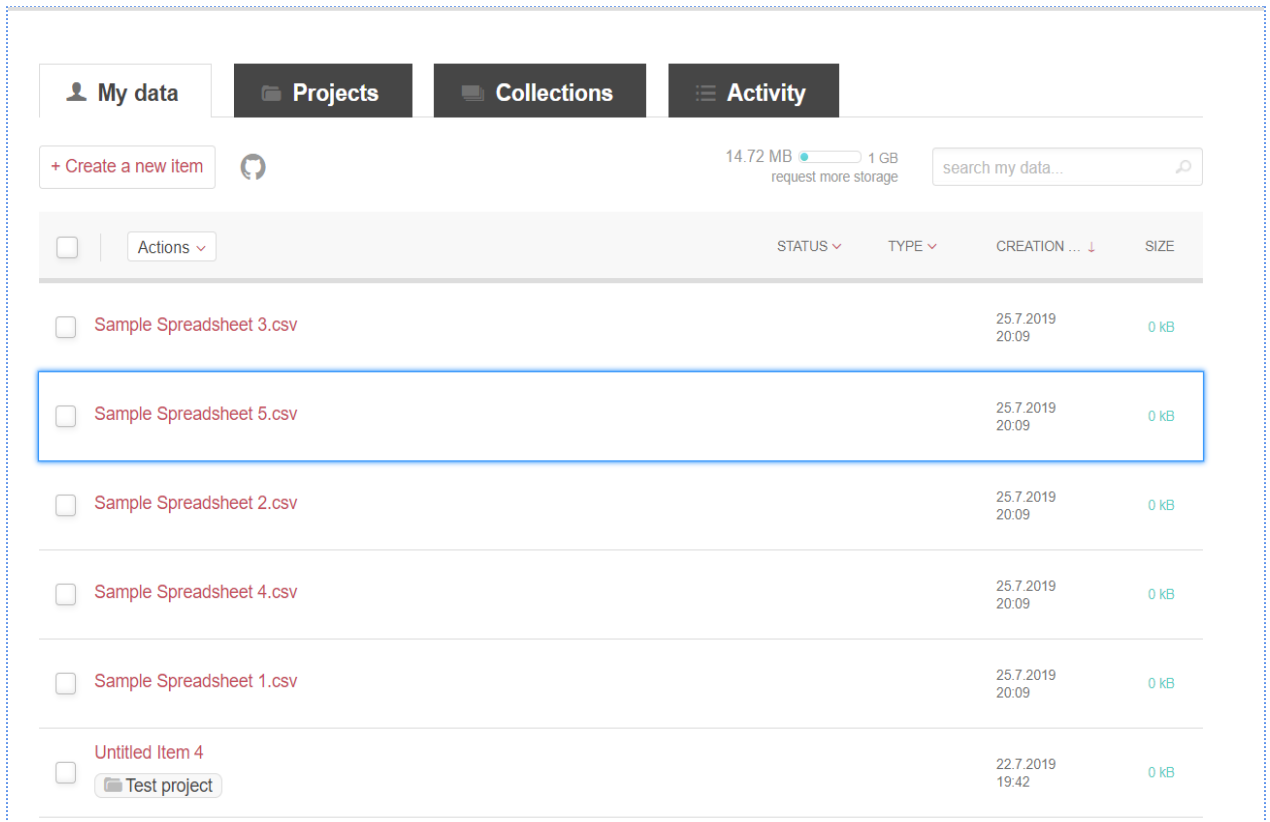 My data
Projects
Collections
Activity
+ Create a new item
14.72 MB 1 GB
request more storage
search my data...
Actions
STATUS TYPE CREATION ... ↓ SIZE
Sample Spreadsheet 3.csv
25.7.2019
20:09
0 kB
Sample Spreadsheet 5.csv
25.7.2019
20:09
0 kB
Sample Spreadsheet 2.csv
25.7.2019
20:09
0 kB
Sample Spreadsheet 4.csv
25.7.2019
20:09
0 kB
Sample Spreadsheet 1.csv
25.7.2019
20:09
0 kB
Untitled Item 4
Test project
22.7.2019
19:42
0 kB